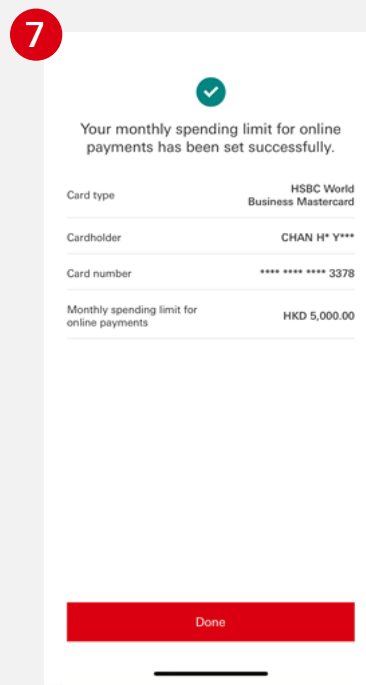 7
Your monthly spending limit for online
payments has been set successfully.
Card type
HSBC World
Business Mastercard
Cardholder
CHAN H* Y***
Card number
**** **** **** 3378
Monthly spending limit for
online payments
HKD 5,000.00
Done